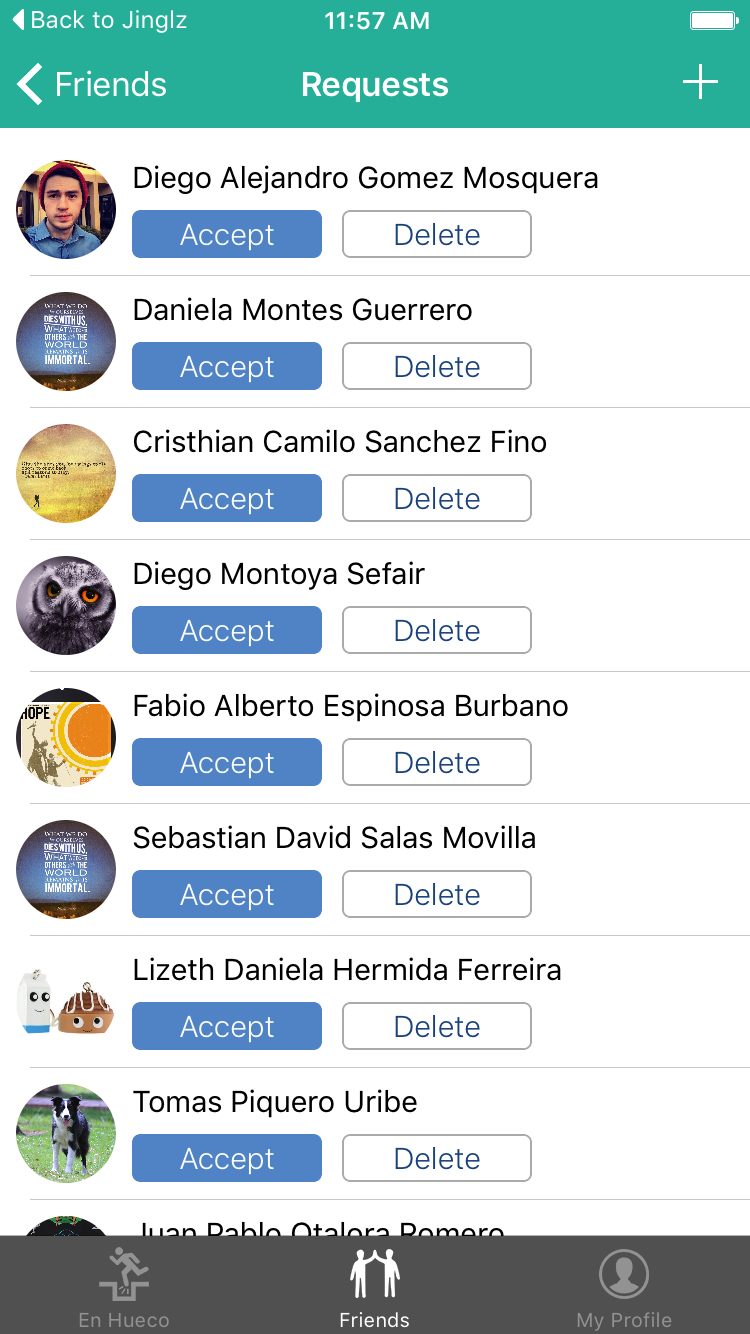 Back to Jinglz
11:57 AM
Friends
Requests
Diego Alejandro Gomez Mosquera
Accept
Delete
WHAT WE DO
FOR OURSELVES
DIES WITH US,
WHAT WE DO FOR
OTHERS AND THE
WORLD
REMAINS AND IS
IMMORTAL.
Daniela Montes Guerrero
Accept
Delete
Cristhian Camilo Sanchez Fino
Accept
Delete
Diego Montoya Sefair
Accept
Delete
HOPE
Fabio Alberto Espinosa Burbano
Accept
Delete
WHAT WE DO
FOR OURSELVES
DIES WITH US,
WHAT WE DO FOR
OTHERS AND THE
WORLD
REMAINS AND IS
IMMORTAL.
Sebastian David Salas Movilla
Accept
Delete
Lizeth Daniela Hermida Ferreira
Accept
Delete
Tomas Piquero Uribe
Accept
Delete
Juan Pablo Otalora Romero
En Hueco
Friends
My Profile